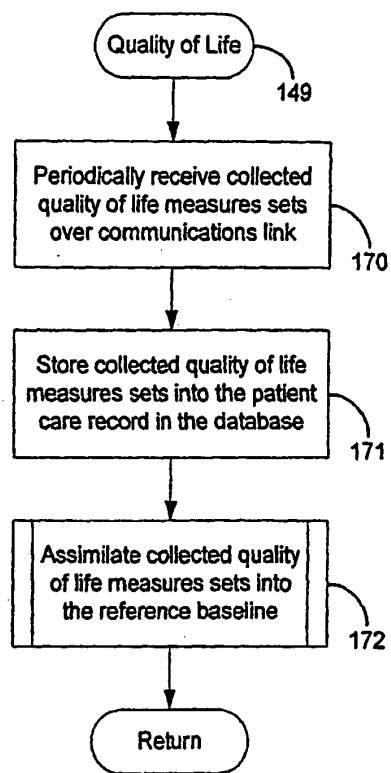 Quality of Life
149
Periodically receive collected
quality of life measures sets
over communications link
170
Store collected quality of life
measures sets into the patient
care record in the database
171
Assimilate collected quality
of life measures sets into
the reference baseline
172
Return